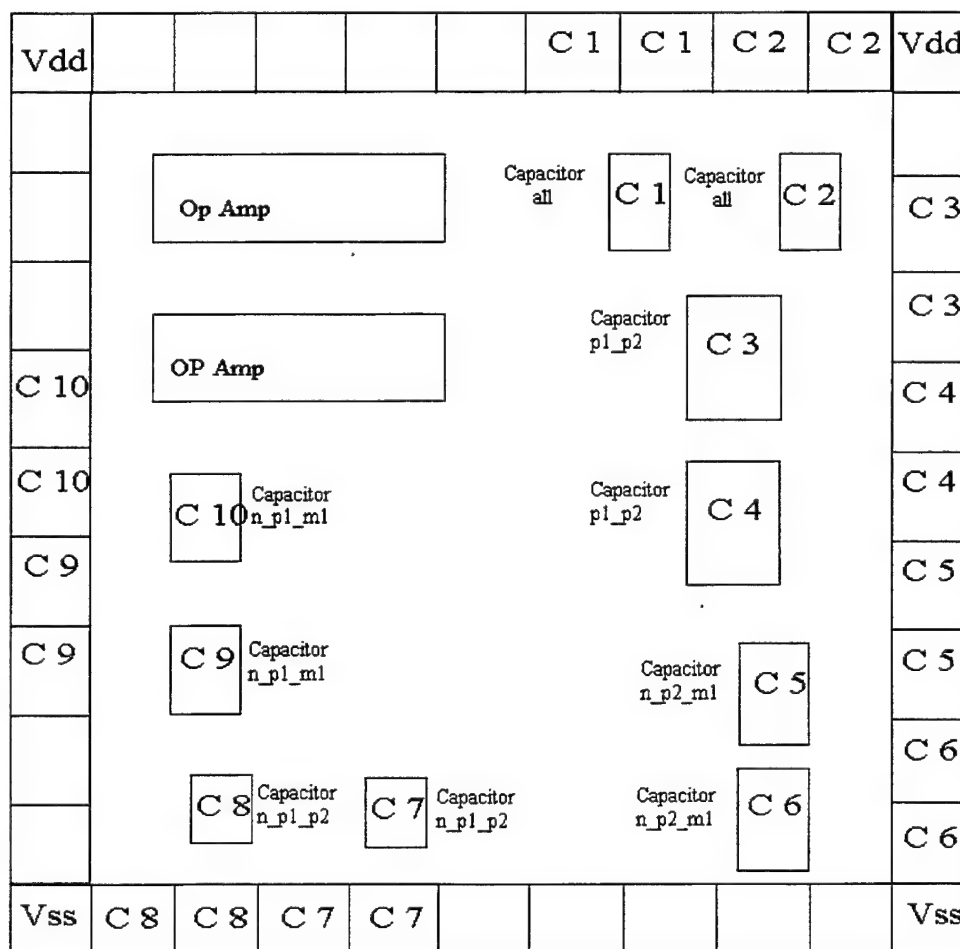 Vdd
C 1
C 1
C 2
C 2
Vdd
Op Amp
Capacitor
all
C 1
Capacitor
all
C 2
C 3
C 3
OP Amp
Capacitor
p1_p2
C 3
C 10
C 4
C 10
Capacitor
n_p1_m1
C 10
Capacitor
p1_p2
C 4
C 4
C 9
C 5
C 9
C 9
Capacitor
n_p1_m1
Capacitor
n_p2_m1
C 5
C 5
C 6
C 8
Capacitor
n_p1_p2
C 7
Capacitor
n_p1_p2
Capacitor
n_p2_m1
C 6
C 6
Vss
C 8
C 8
C 7
C 7
Vss